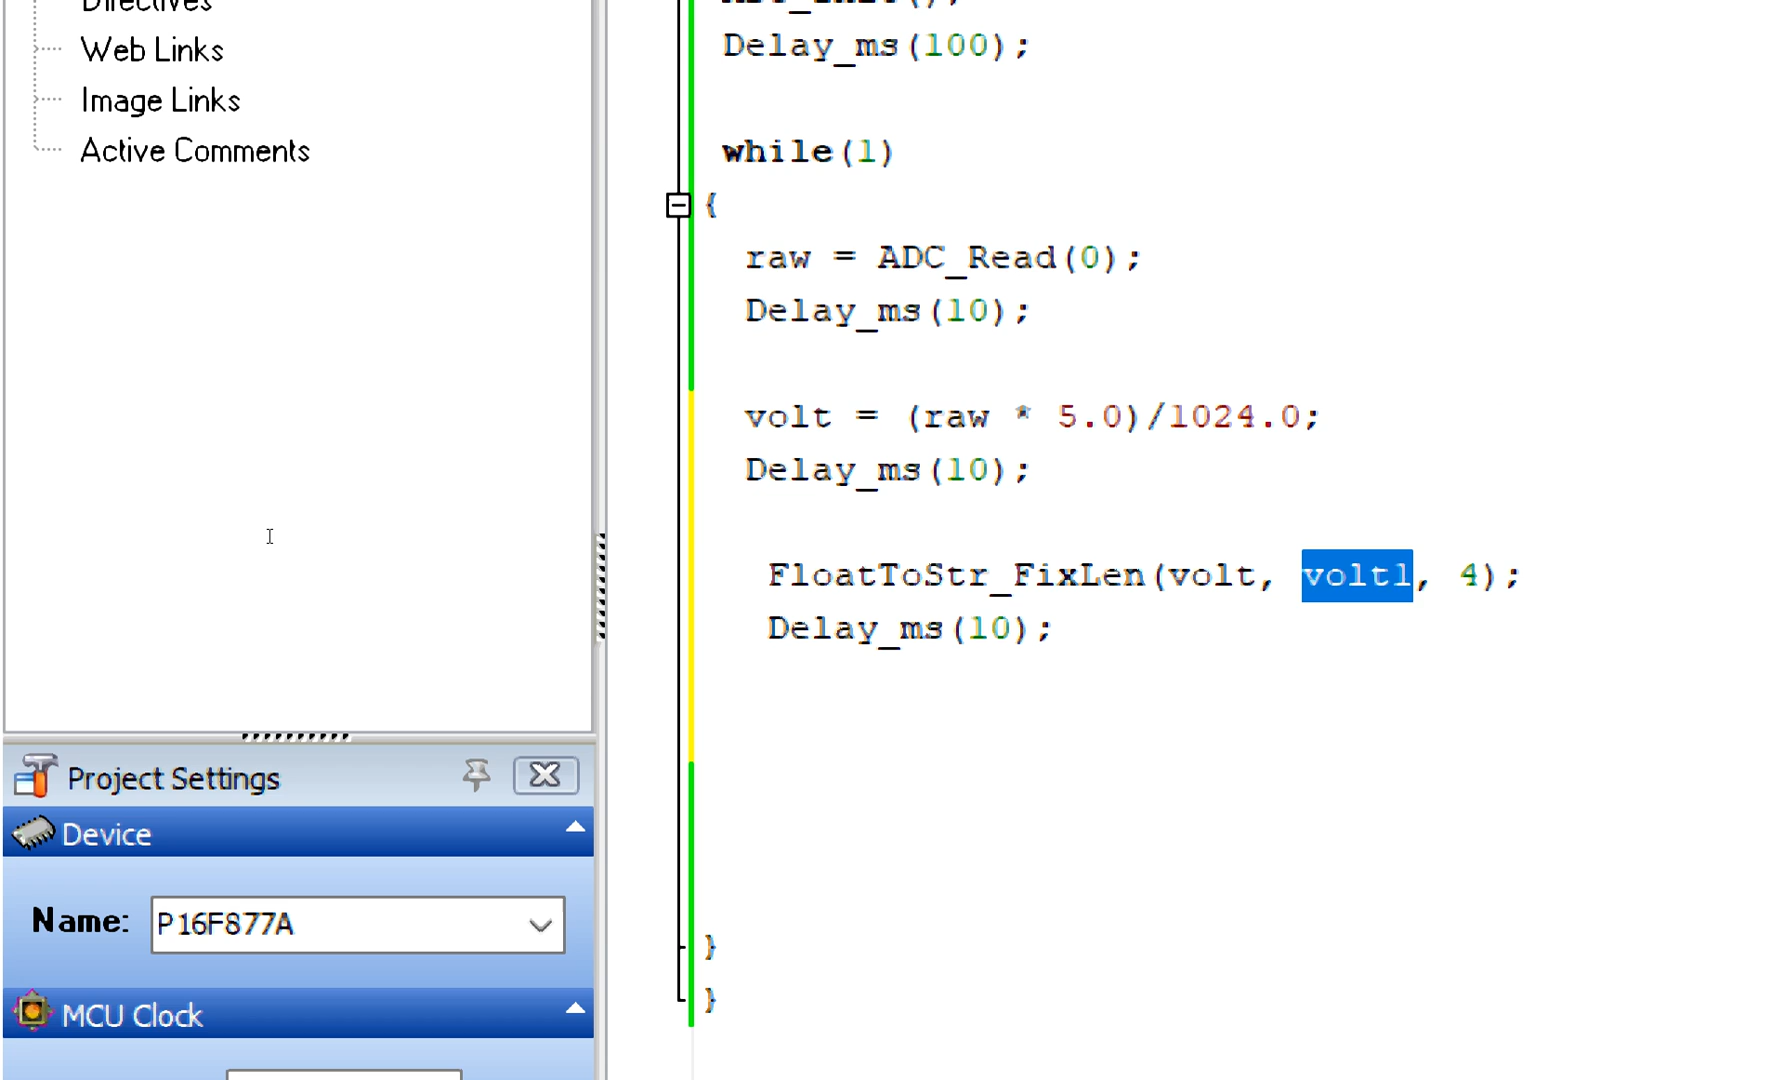 Directives
Web Links
Image Links
Active Comments
Project Settings
Device
Name: P16F877A
MCU Clock
Delay_ms(100);
while(1)
{
raw = ADC_Read(0);
Delay_ms(10);
volt = (raw * 5.0)/1024.0;
Delay_ms(10);
FloatToStr_FixLen(volt, volt1, 4);
Delay_ms(10);
}
}